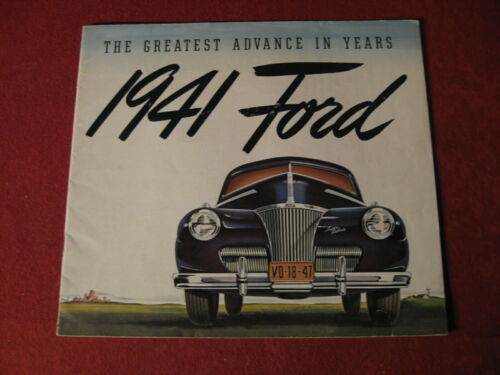 THE GREATEST ADVANCE IN YEARS
1941 Ford
VO-18-47